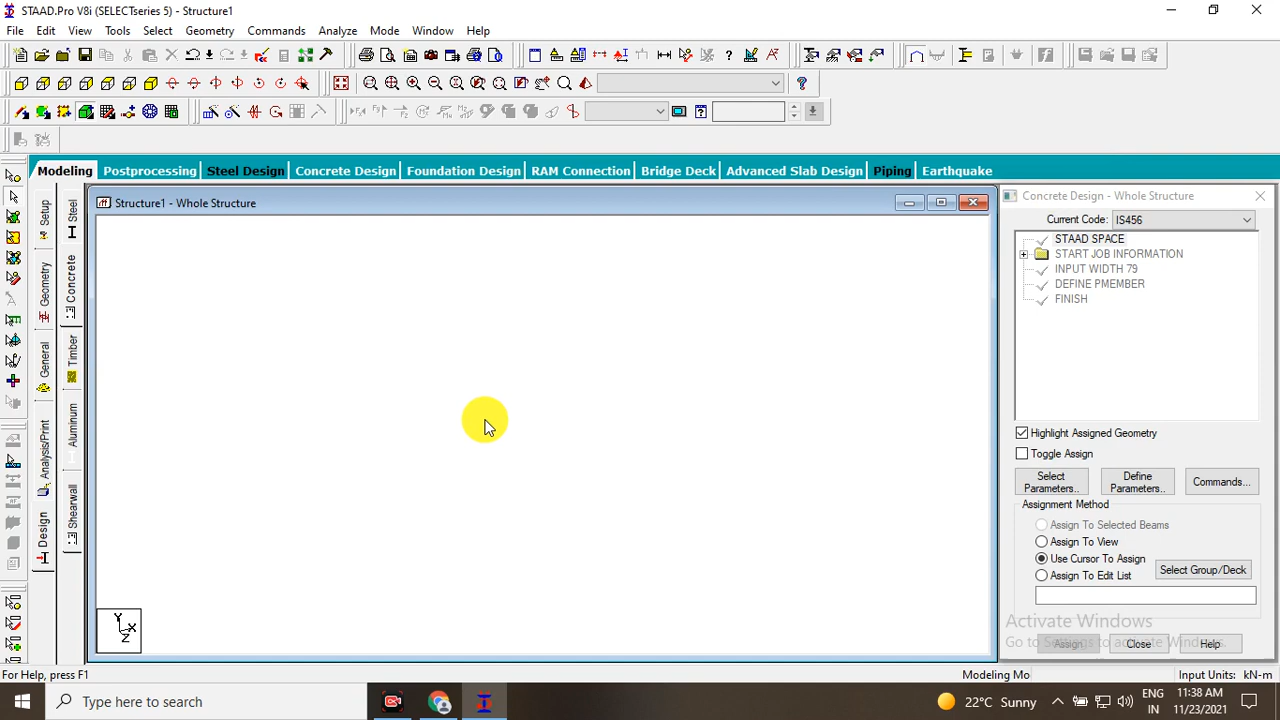 STAAD.Pro V8i (SELECTseries 5) - Structure1
File Edit View Tools Select Geometry Commands Analyze Mode Window Help
Modeling Postprocessing Steel Design Concrete Design Foundation Design RAM Connection Bridge Deck Advanced Slab Design Piping Earthquake
Setup
Geometry
General
Analysis/Print
Design
Steel
Concrete
Timber
Aluminum
Shearwall
Structure1 - Whole Structure
Y
X
Z
Concrete Design - Whole Structure
Current Code: IS456
STAAD SPACE
START JOB INFORMATION
INPUT WIDTH 79
DEFINE PMEMBER
FINISH
Highlight Assigned Geometry
Toggle Assign
Select Parameters..
Define Parameters..
Commands...
Assignment Method
Assign To Selected Beams
Assign To View
Use Cursor To Assign
Select Group/Deck
Assign To Edit List
Activate Windows
Go to Settings to activate Windows.
Assign Close Help
For Help, press F1
Modeling Mo
Input Units: kN-m
Type here to search
22°C Sunny
ENG
IN
11:38 AM
11/23/2021